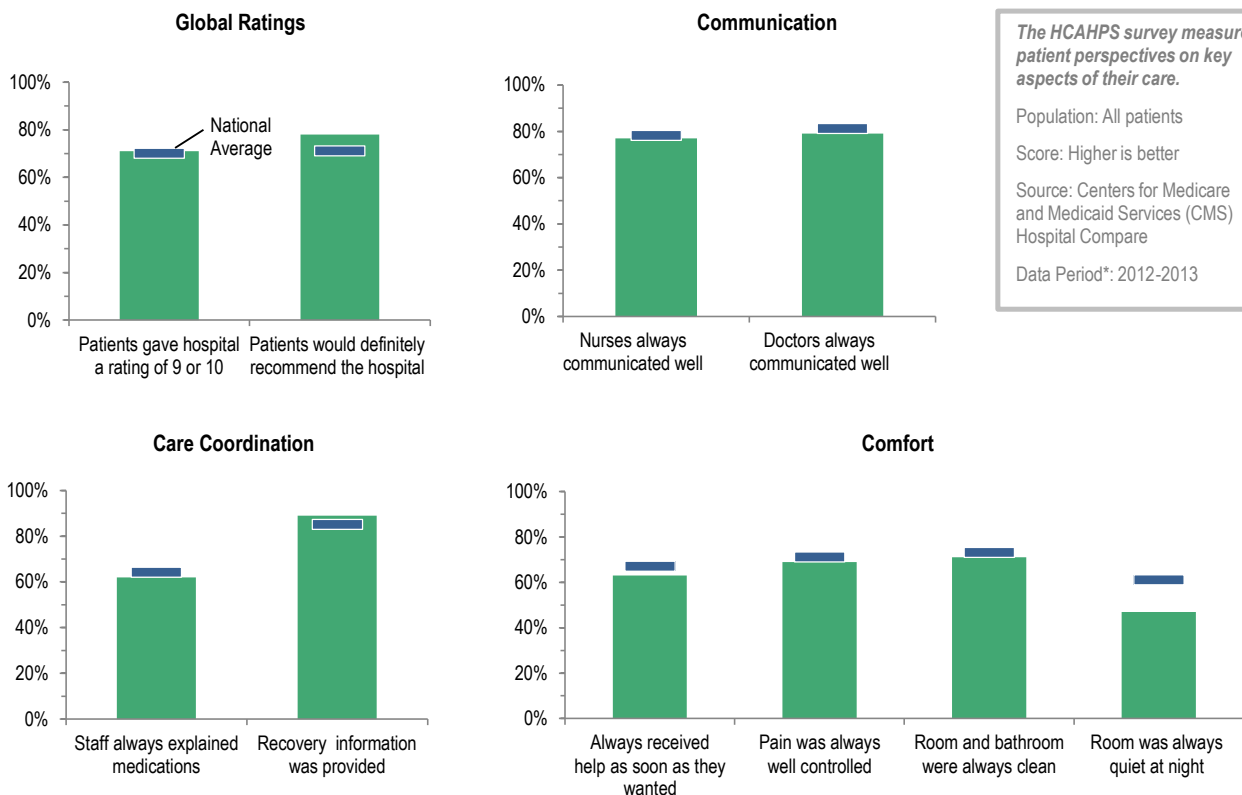 Global Ratings
100%
80%
60%
40%
20%
0%
National
Average
Patients gave hospital
a rating of 9 or 10
Patients would definitely
recommend the hospital
Communication
100%
80%
60%
40%
20%
0%
Nurses always
communicated well
Doctors always
communicated well
The HCAHPS survey measure
patient perspectives on key
aspects of their care.
Population: All patients
Score: Higher is better
Source: Centers for Medicare
and Medicaid Services (CMS)
Hospital Compare
Data Period*: 2012-2013
Care Coordination
100%
80%
60%
40%
20%
0%
Staff always explained
medications
Recovery information
was provided
Comfort
100%
80%
60%
40%
20%
0%
Always received
help as soon as they
wanted
Pain was always
well controlled
Room and bathroom
were always clean
Room was always
quiet at night